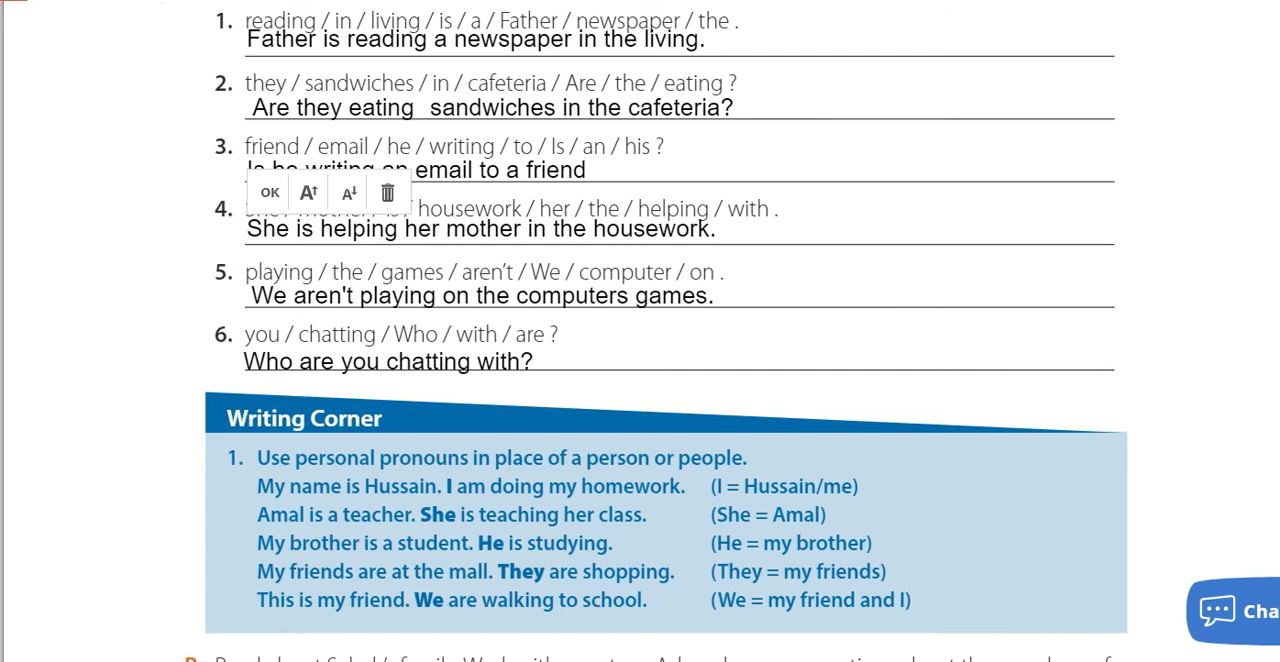 1. reading / in / living / is / a / Father / newspaper / the .
Father is reading a newspaper in the living.
2. they / sandwiches / in / cafeteria / Are / the / eating ?
Are they eating sandwiches in the cafeteria?
3. friend / email / he / writing / to / Is / an / his ?
Is he writing an email to a friend
OK A A
4. / housework / her / the / helping / with .
She is helping her mother in the housework.
5. playing / the / games / aren't / We / computer / on .
We aren't playing on the computers games.
6. you / chatting / Who / with / are ?
Who are you chatting with?
Writing Corner
1. Use personal pronouns in place of a person or people.
My name is Hussain. I am doing my homework. (I = Hussain/me)
Amal is a teacher. She is teaching her class. (She = Amal)
My brother is a student. He is studying. (He = my brother)
My friends are at the mall. They are shopping. (They = my friends)
This is my friend. We are walking to school. (We = my friend and I)
Cha